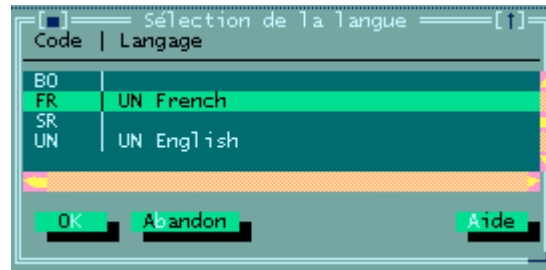 [■] Sélection de la langue [↑]
Code | Langage
BO |
FR | UN French
SR |
UN | UN English
OK Abandon Aide